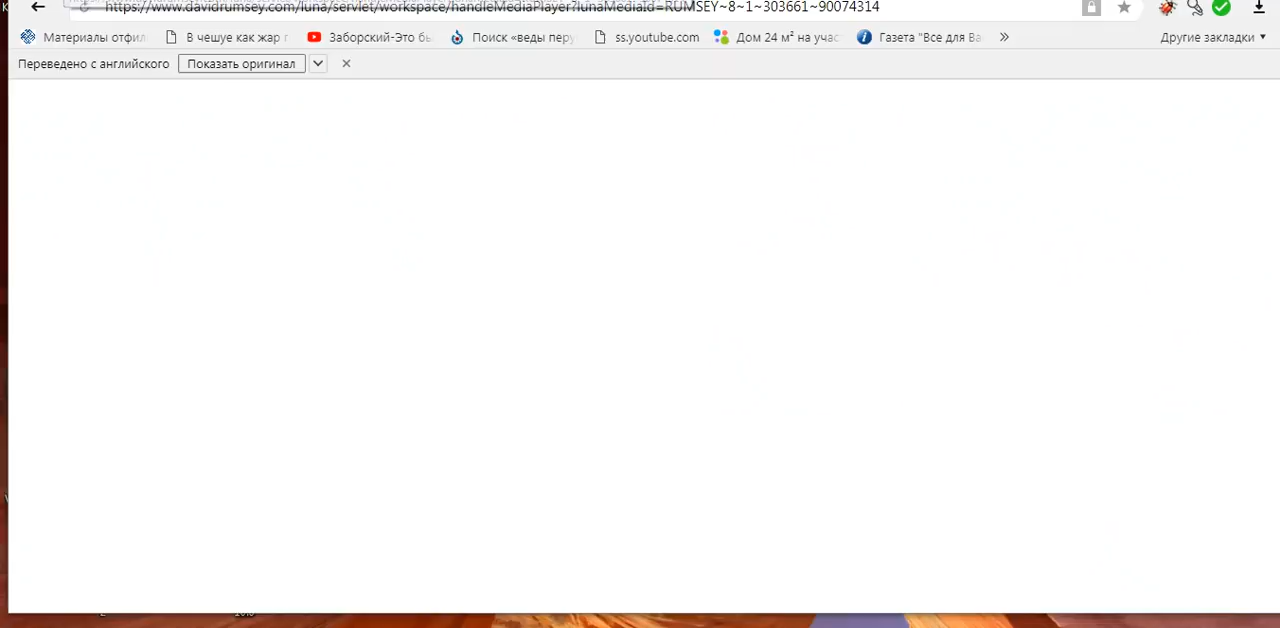 https://www.davidrumsey.com/luna/servlet/workspace/handleMediaPlayer?lunaMediaId=RUMSEY~8~1~303661~90074314
Материалы отфил В чешуе как жар г Заборский-Это бы Поиск «веды перу ss.youtube.com Дом 24 м² на учас Газета "Все для Ва » Другие закладки
Переведено с английского Показать оригинал